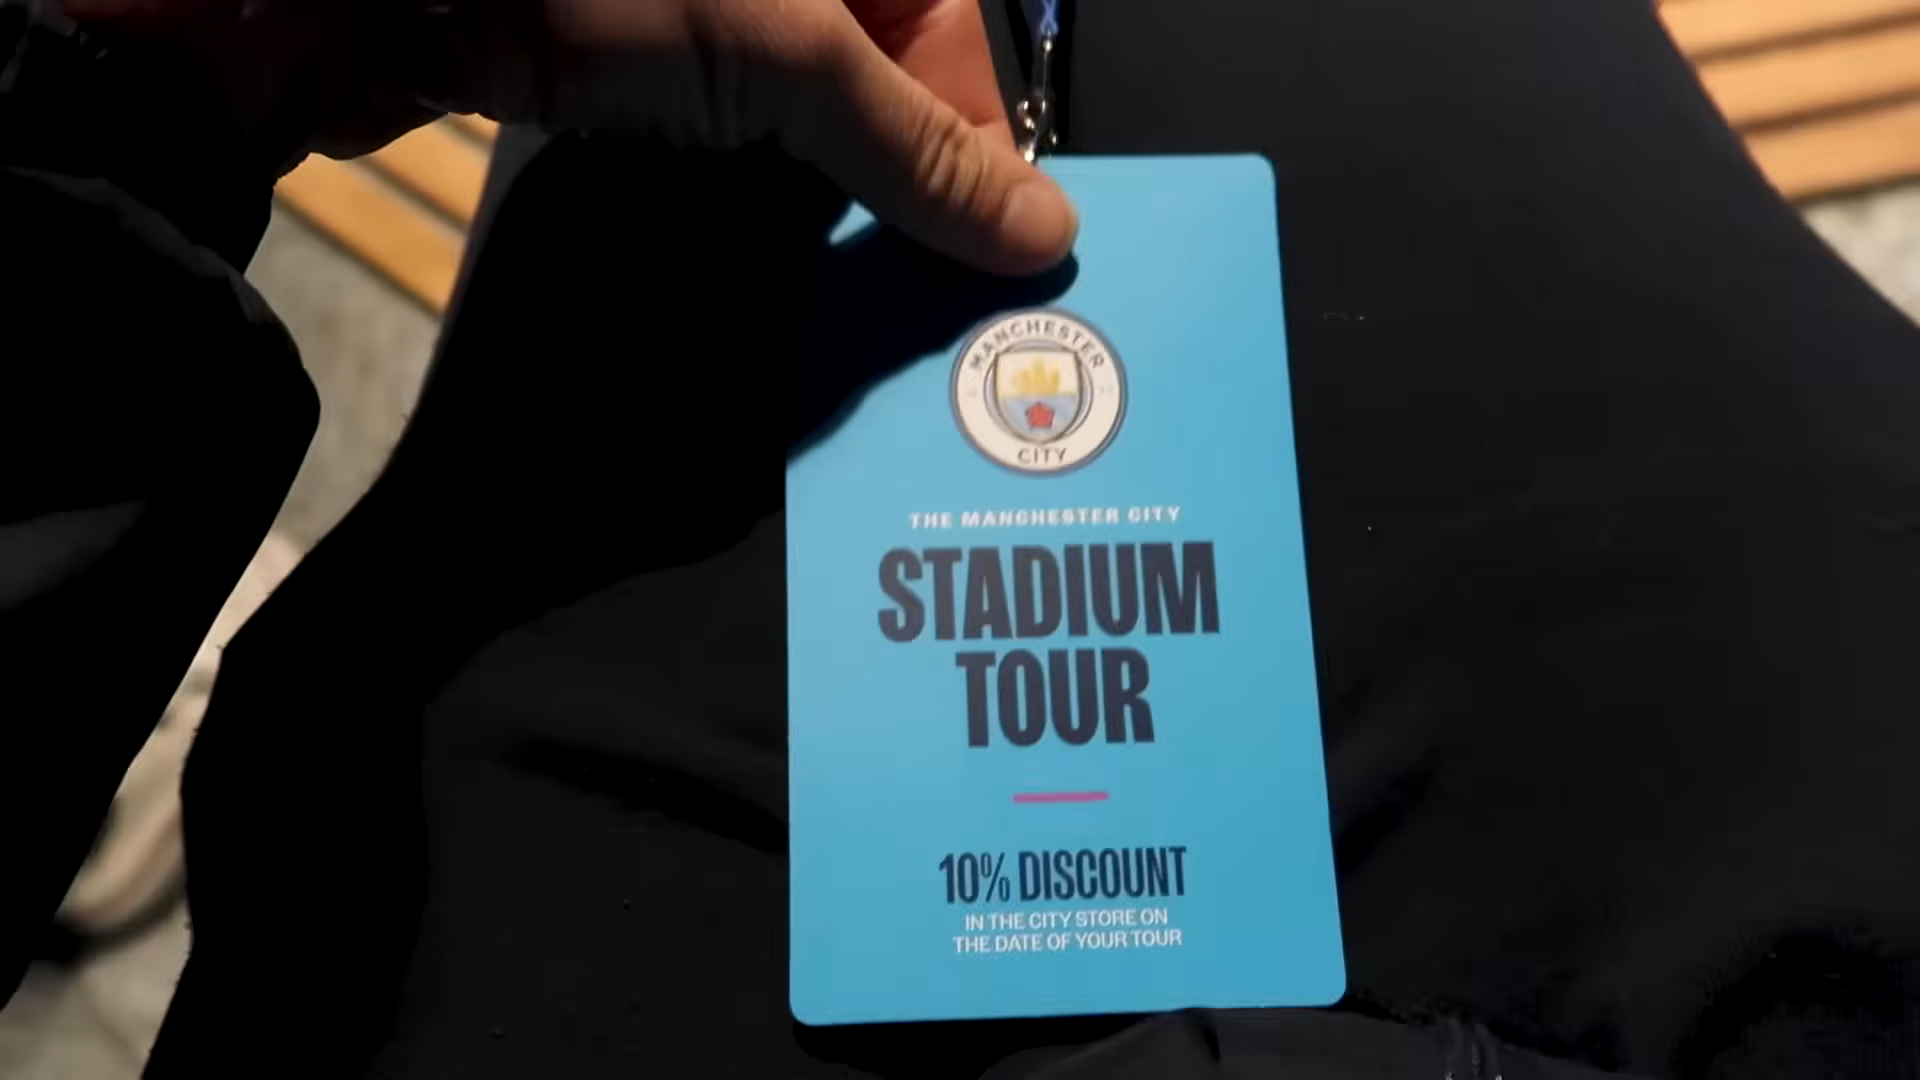 MANCHESTER
CITY
THE MANCHESTER CITY
STADIUM
TOUR
10% DISCOUNT
IN THE CITY STORE ON
THE DATE OF YOUR TOUR